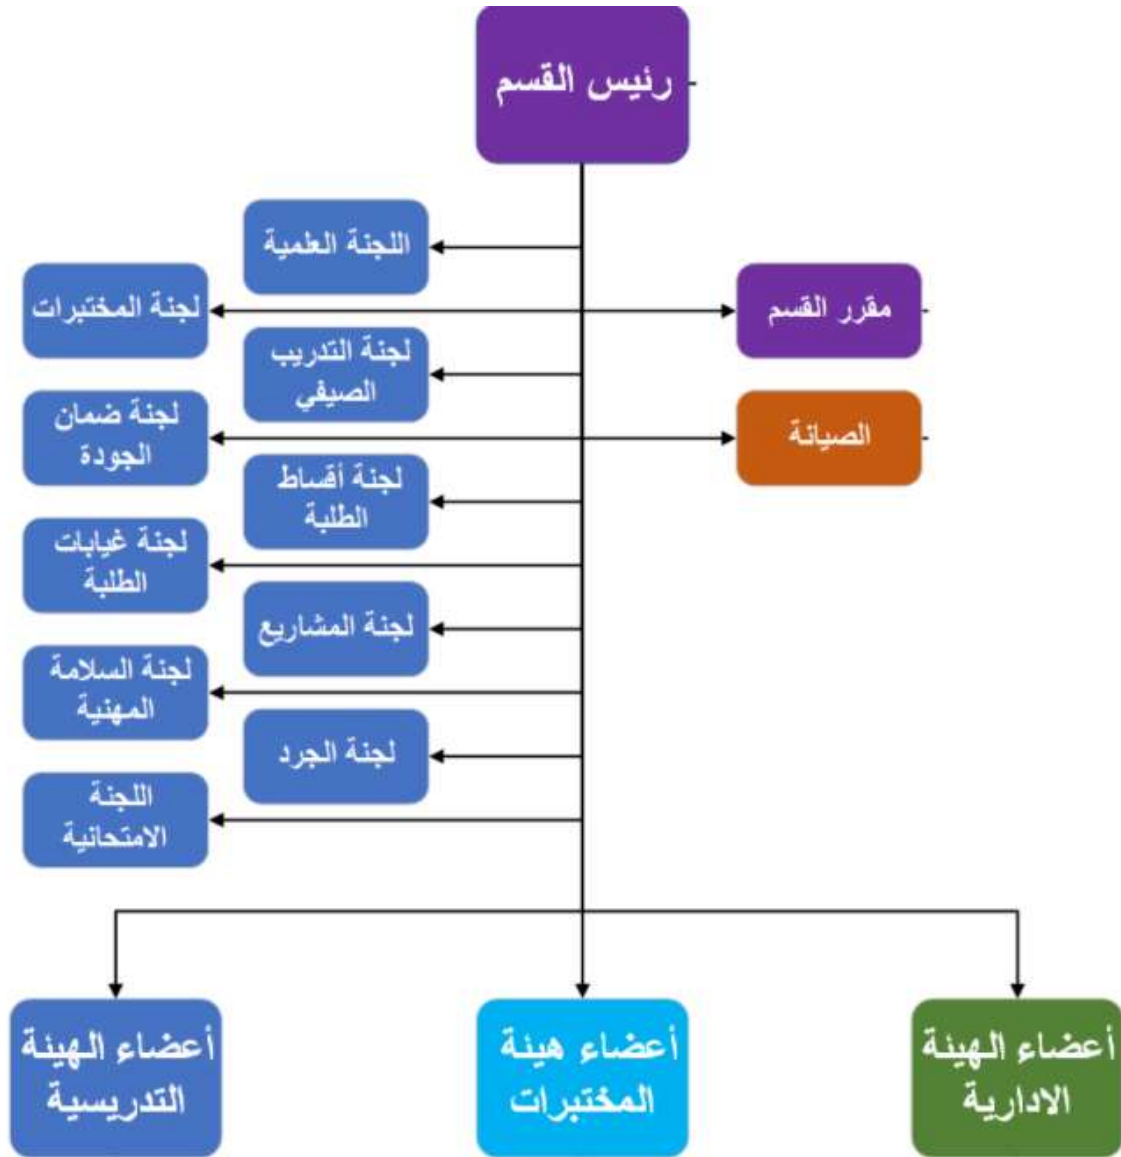 رئيس القسم
اللجنة العلمية
مقرر القسم
لجنة المختبرات
لجنة التدريب
الصيفي
الصيانة
لجنة ضمان
الجودة
لجنة أقساط
الطلبة
لجنة غيابات
الطلبة
لجنة المشاريع
لجنة السلامة
المهنية
لجنة الجرد
اللجنة
الامتحانية
أعضاء الهيئة
الادارية
أعضاء هيئة
المختبرات
أعضاء الهيئة
التدريسية